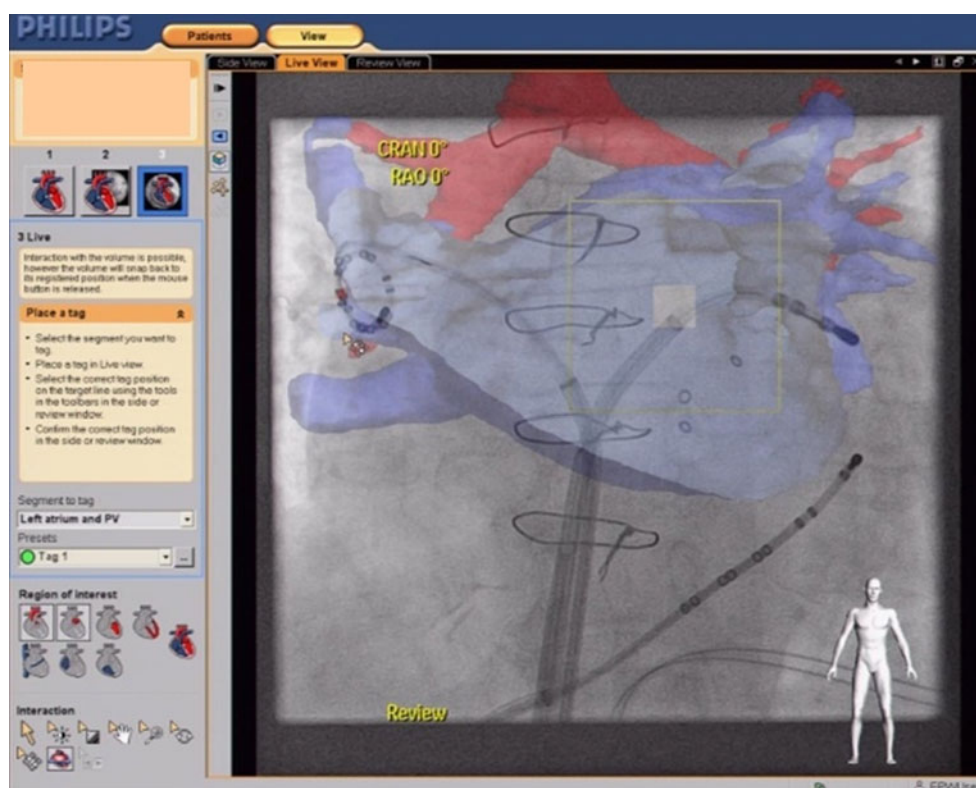 PHILIPS
Patients
View
Side View
Live View
Review View
CRAN 0°
RAO 0°
1
2
3
3 Live
Interaction with the volume is possible,
however the volume will snap back to
its registered position when the mouse
button is released.
Place a tag
• Select the segment you want to
tag.
• Place a tag in Live view.
• Select the correct tag position
on the target line using the tools
in the toolbars in the side or
review window.
• Confirm the correct tag position
in the side or review window.
Segment to tag
Left atrium and PV
Presets
Tag 1
...
Region of interest
Interaction
Review